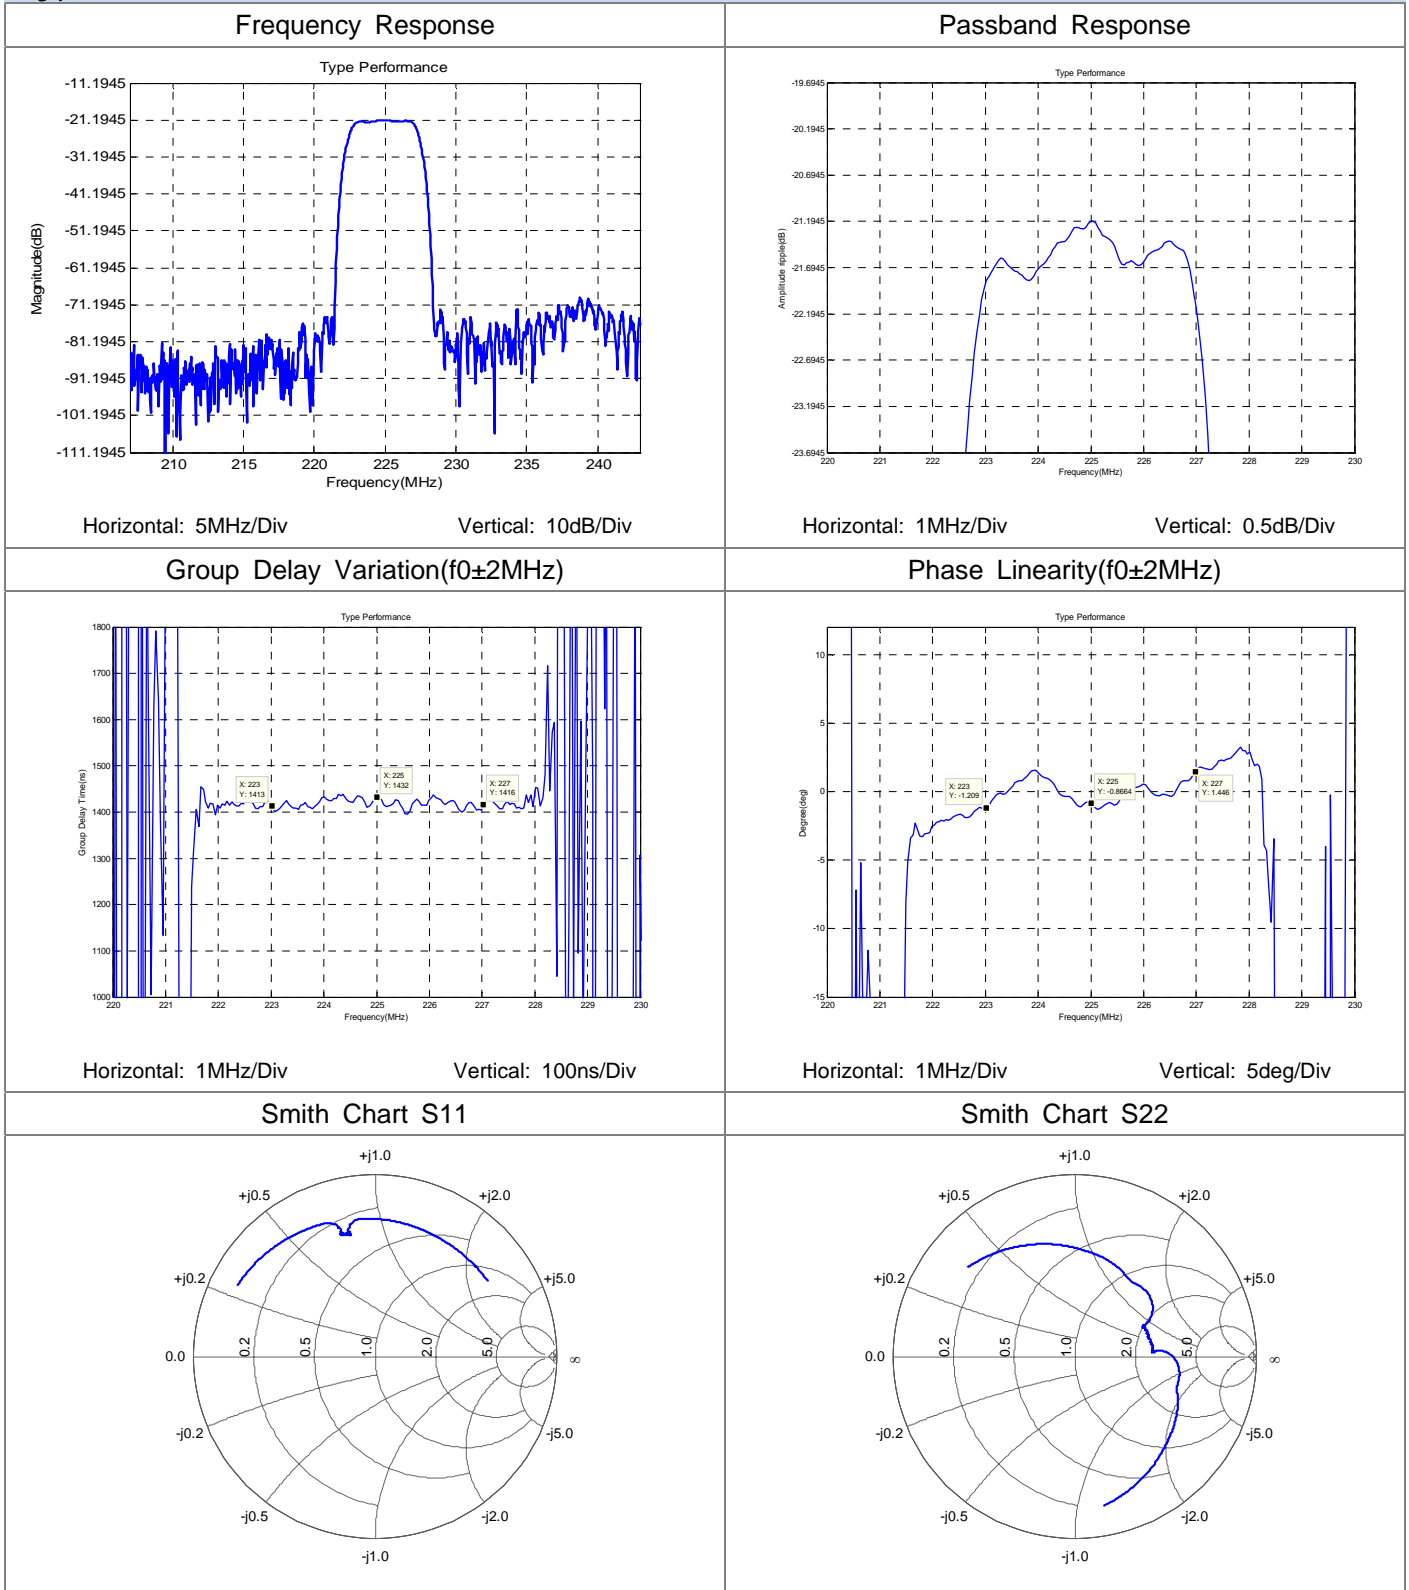 Frequency Response
Passband Response
Type Performance
-11.1945
-21.1945
-31.1945
-41.1945
-51.1945
-61.1945
-71.1945
-81.1945
-91.1945
-101.1945
-111.1945
Magnitude(dB)
210 215 220 225 230 235 240
Frequency(MHz)
Horizontal: 5MHz/Div Vertical: 10dB/Div
Type Performance
-19.6945
-20.1945
-20.6945
-21.1945
-21.6945
-22.1945
-22.6945
-23.1945
-23.6945
Amplitude ripple(dB)
220 221 222 223 224 225 226 227 228 229 230
Frequency(MHz)
Horizontal: 1MHz/Div Vertical: 0.5dB/Div
Group Delay Variation(f0±2MHz)
Phase Linearity(f0±2MHz)
Type Performance
1800
1700
1600
1500
1400
1300
1200
1100
1000
Group Delay Time(ns)
X: 223
Y: 1413
X: 225
Y: 1432
X: 227
Y: 1416
220 221 222 223 224 225 226 227 228 229 230
Frequency(MHz)
Horizontal: 1MHz/Div Vertical: 100ns/Div
Type Performance
10
5
0
-5
-10
-15
Degree(deg)
X: 223
Y: -1.209
X: 225
Y: -0.8664
X: 227
Y: 1.446
220 221 222 223 224 225 226 227 228 229 230
Frequency(MHz)
Horizontal: 1MHz/Div Vertical: 5deg/Div
Smith Chart S11
Smith Chart S22
+j1.0
+j0.5 +j2.0
+j0.2 +j5.0
0.0 0.2 0.5 1.0 2.0 5.0 ∞
-j0.2 -j5.0
-j0.5 -j2.0
-j1.0
+j1.0
+j0.5 +j2.0
+j0.2 +j5.0
0.0 0.2 0.5 1.0 2.0 5.0 ∞
-j0.2 -j5.0
-j0.5 -j2.0
-j1.0